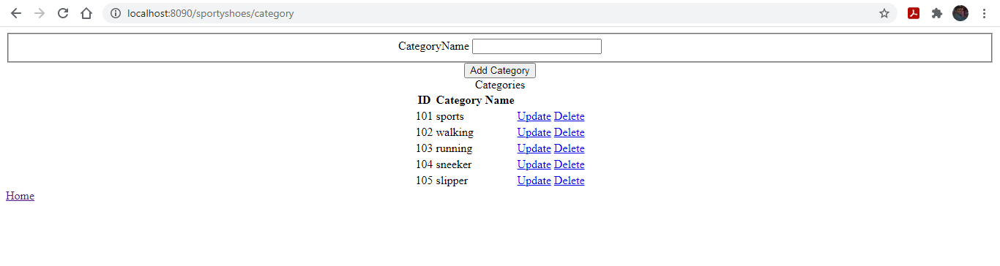 localhost:8090/sportyshoes/category
CategoryName
Add Category
Categories
ID Category Name
101 sports Update Delete
102 walking Update Delete
103 running Update Delete
104 sneeker Update Delete
105 slipper Update Delete
Home